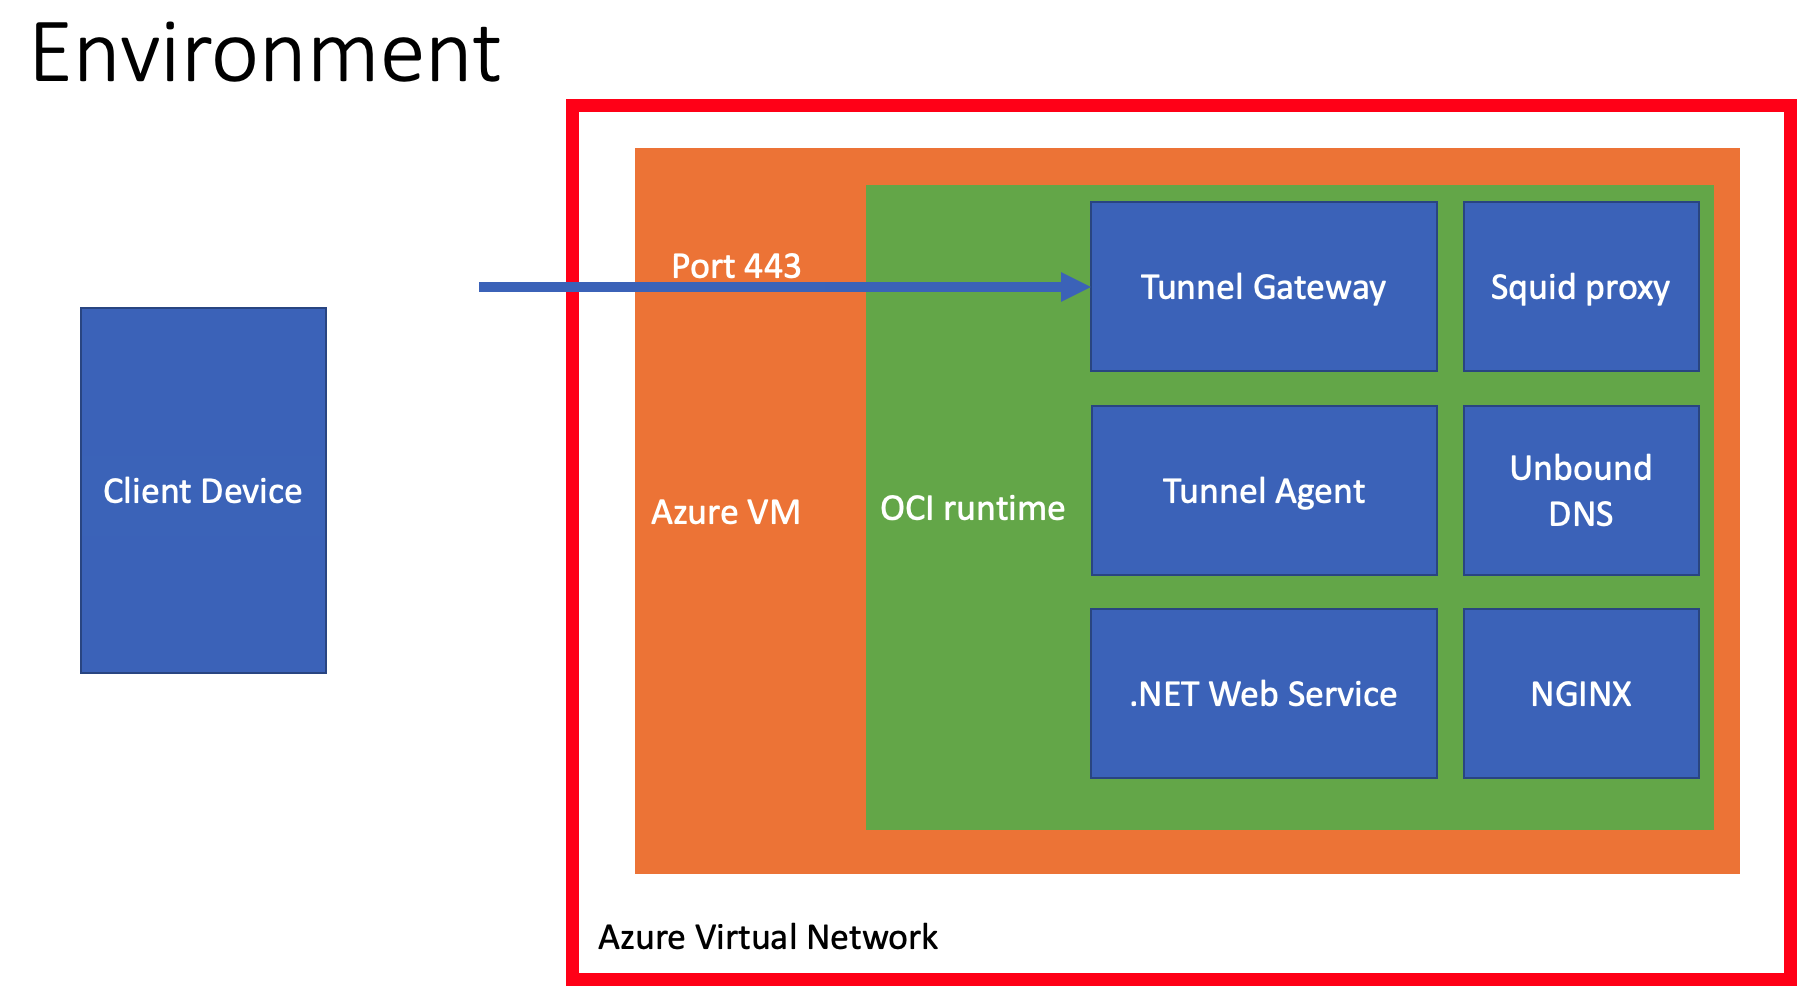 Environment
Port 443
Tunnel Gateway
Squid proxy
Client Device
Azure VM
OCI runtime
Tunnel Agent
Unbound
DNS
.NET Web Service
NGINX
Azure Virtual Network